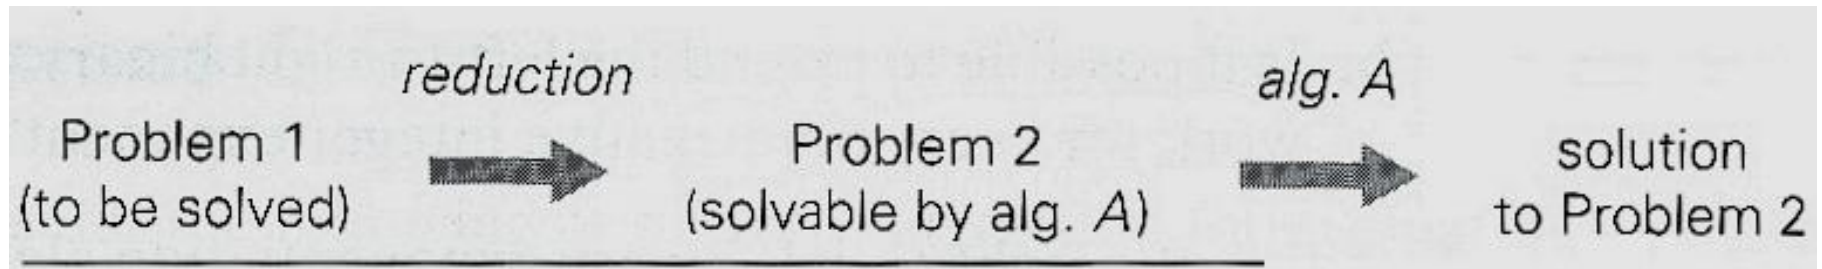 reduction
alg. A
Problem 1
Problem 2
solution
(to be solved)
(solvable by alg. A)
to Problem 2